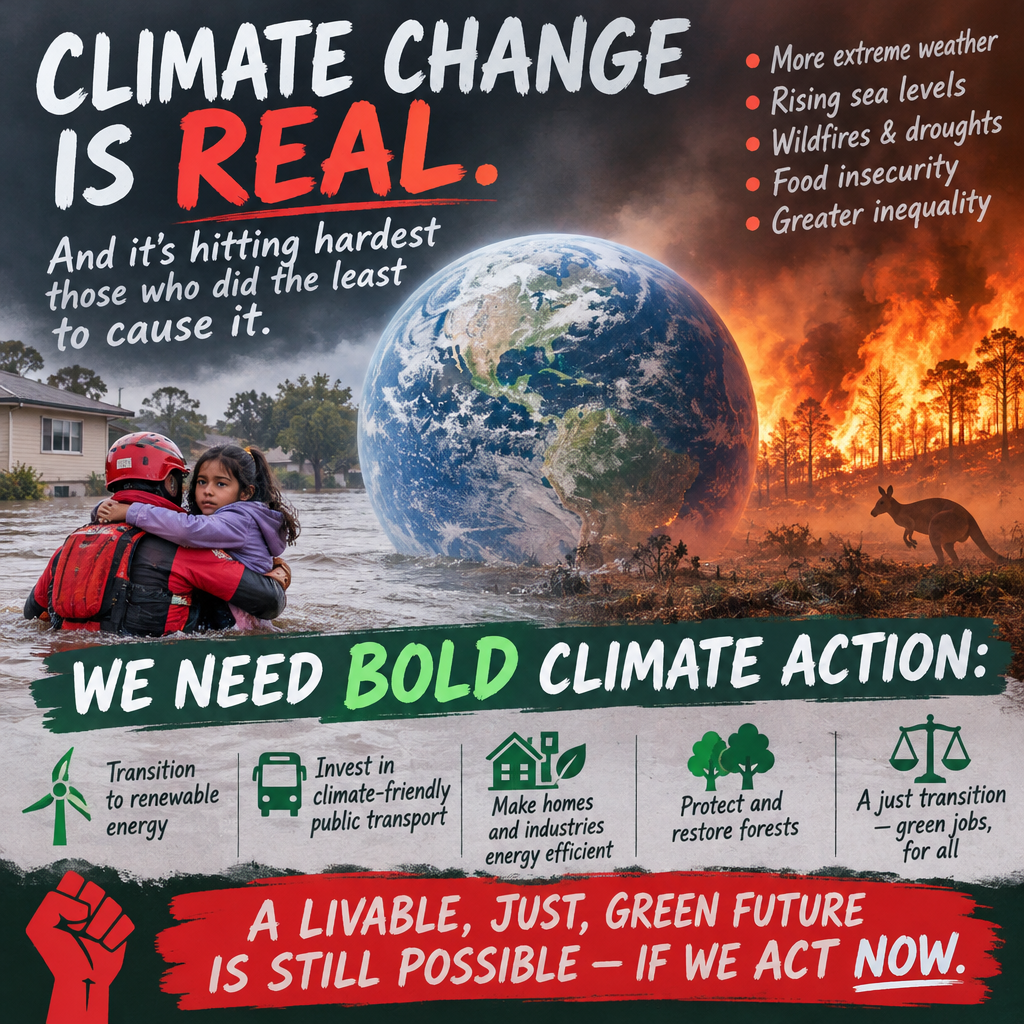 CLIMATE CHANGE
IS REAL.
And it's hitting hardest
those who did the least
to cause it.
• More extreme weather
• Rising sea levels
• Wildfires & droughts
• Food insecurity
• Greater inequality
WE NEED BOLD CLIMATE ACTION:
Transition
to renewable
energy
Invest in
climate-friendly
public transport
Make homes
and industries
energy efficient
Protect and
restore forests
A just transition
– green jobs,
for all
A LIVABLE, JUST, GREEN FUTURE
IS STILL POSSIBLE – IF WE ACT NOW.